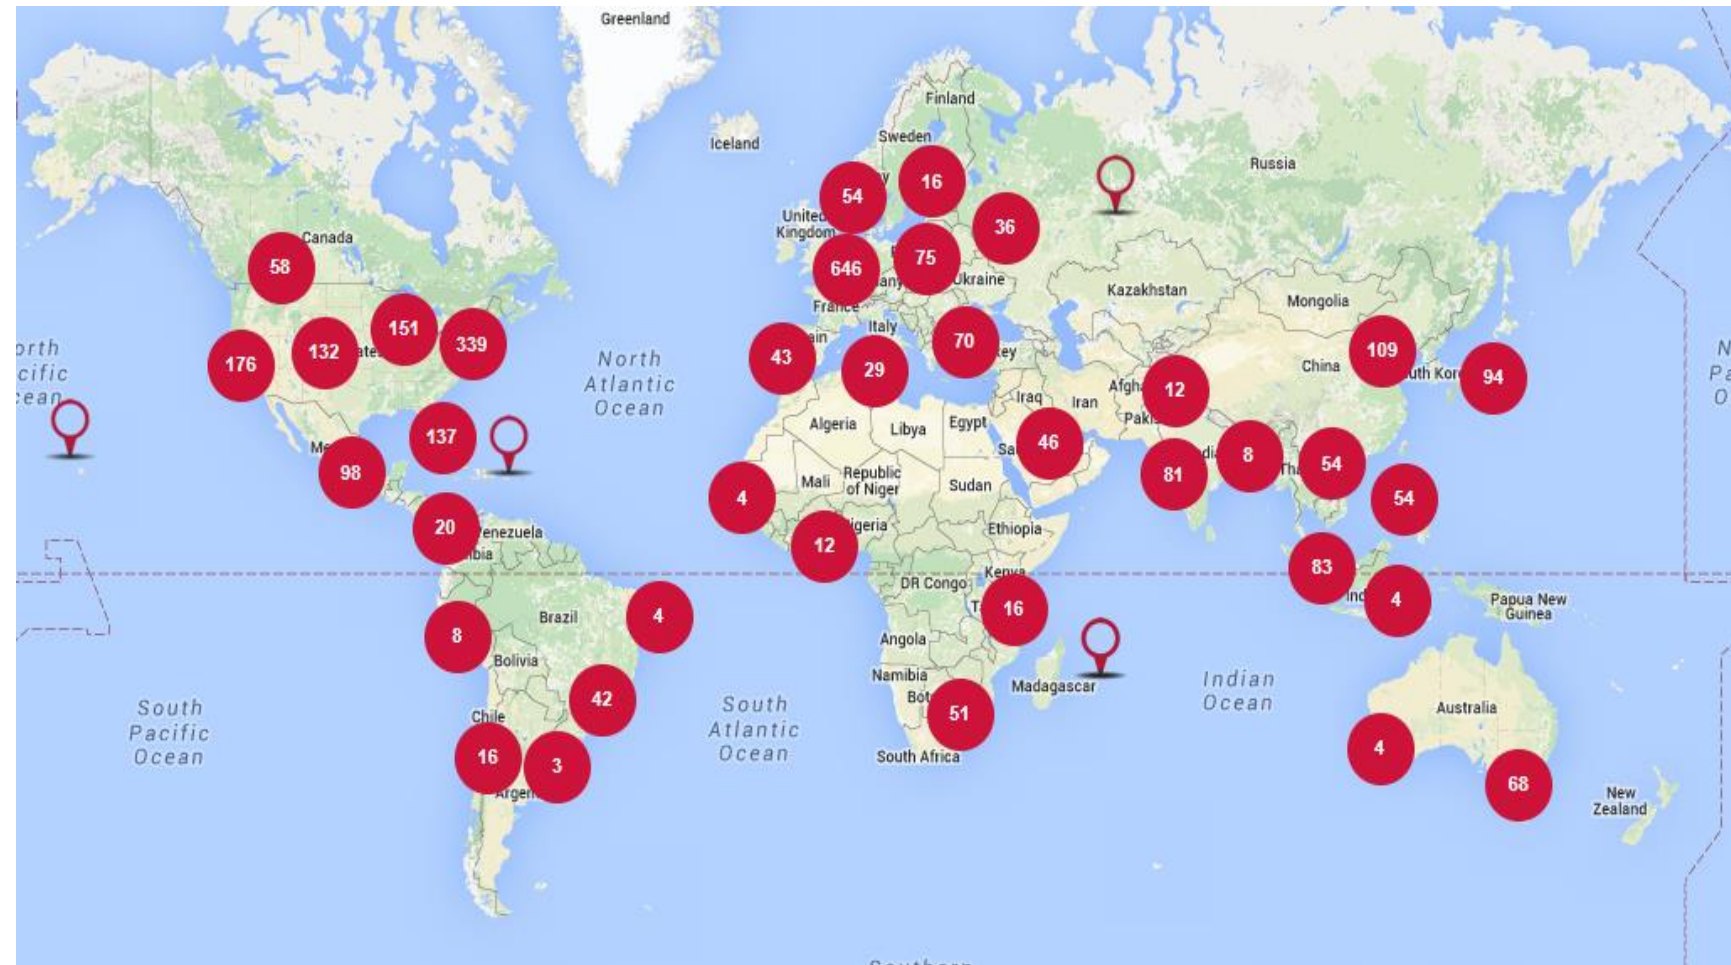 Greenland
Finland
Iceland
Sweden
Russia
54
16
United
Kingdom
36
Canada
58
646
75
Ukraine
Kazakhstan
Mongolia
France
176
132
151
339
North
Atlantic
Ocean
Italy
43
29
70
China
109
94
12
Iraq
Iran
Algeria
Libya
Egypt
137
98
46
81
8
54
54
4
Mali
Republic
of Niger
Sudan
20
12
Ethiopia
83
DR Congo
Kenya
Brazil
4
8
16
4
Papua New
Guinea
Bolivia
Angola
Namibia
Madagascar
Indian
Ocean
42
51
Chile
South
Pacific
Ocean
South
Atlantic
Ocean
Australia
16
3
South Africa
4
68
New
Zealand